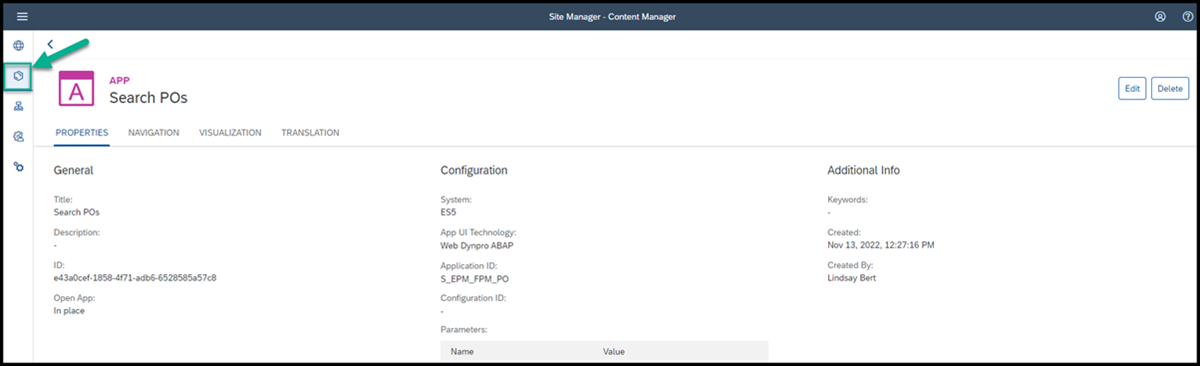 Site Manager - Content Manager
A
APP
Search POs
Edit
Delete
PROPERTIES
NAVIGATION
VISUALIZATION
TRANSLATION
General
Title:
Search POs
Description:
-
ID:
e43a0cef-1858-4f71-adb6-6528585a57c8
Open App:
In place
Configuration
System:
ES5
App UI Technology:
Web Dynpro ABAP
Application ID:
S_EPM_FPM_PO
Configuration ID:
-
Parameters:
Name
Value
Additional Info
Keywords:
-
Created:
Nov 13, 2022, 12:27:16 PM
Created By:
Lindsay Bert